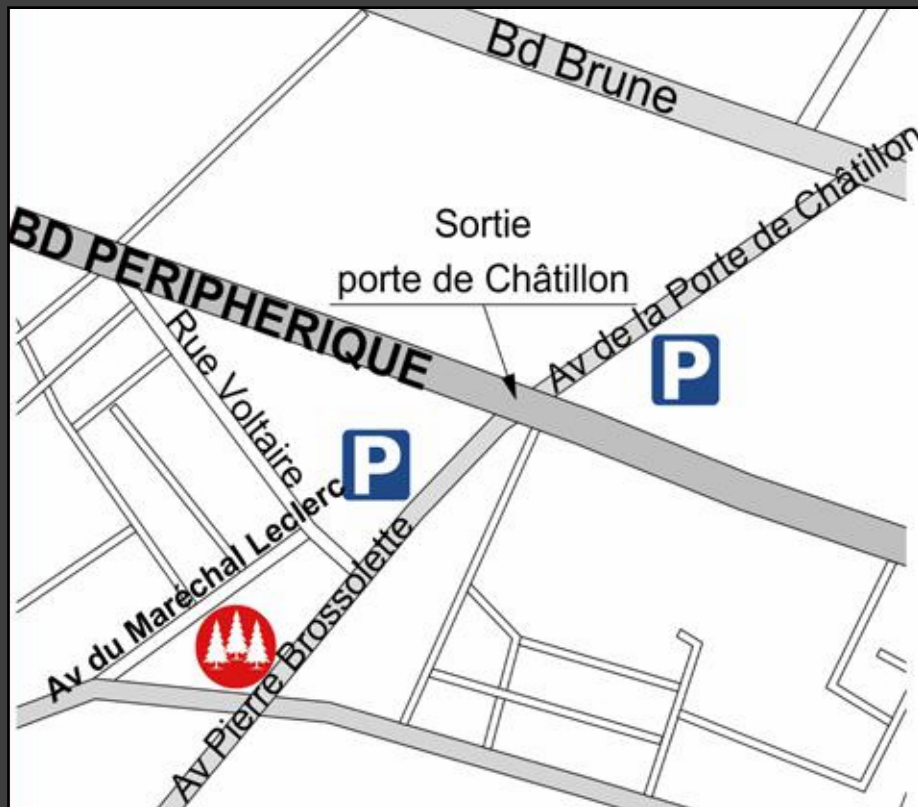 Bd Brune
Av de la Porte de Châtillon
Sortie
porte de Châtillon
BD PERIPHERIQUE
Rue Voltaire
P
P
Av du Maréchal Leclerc
Av Pierre Brossolette